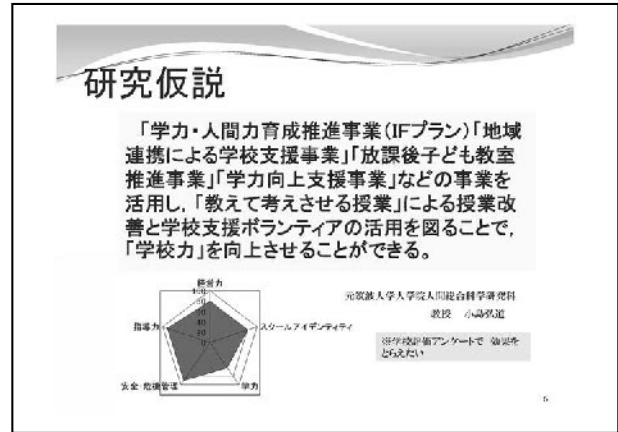 研究仮説
「学力・人間力育成推進事業(IFプラン)「地域
連携による学校支援事業」「放課後子ども教室
推進事業」「学力向上支援事業」などの事業を
活用し,「教えて考えさせる授業」による授業改
善と学校支援ボランティアの活用を図ることで,
「学校力」を向上させることができる。
経営力
100
80
60
40
20
0
指導力
スクールアイデンティティ
安全・危機管理
学力
元筑波大学大学院人間総合科学研究科
教授 小島弘道
※学校評価アンケートで 効果を
とらえたい